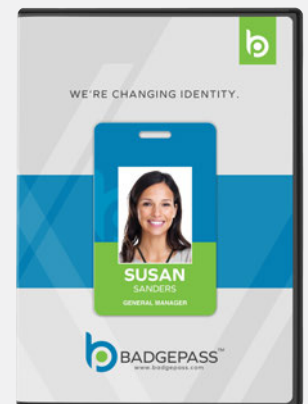 WE'RE CHANGING IDENTITY.
SUSAN
SANDERS
GENERAL MANAGER
BADGEPASS™
www.badgepass.com